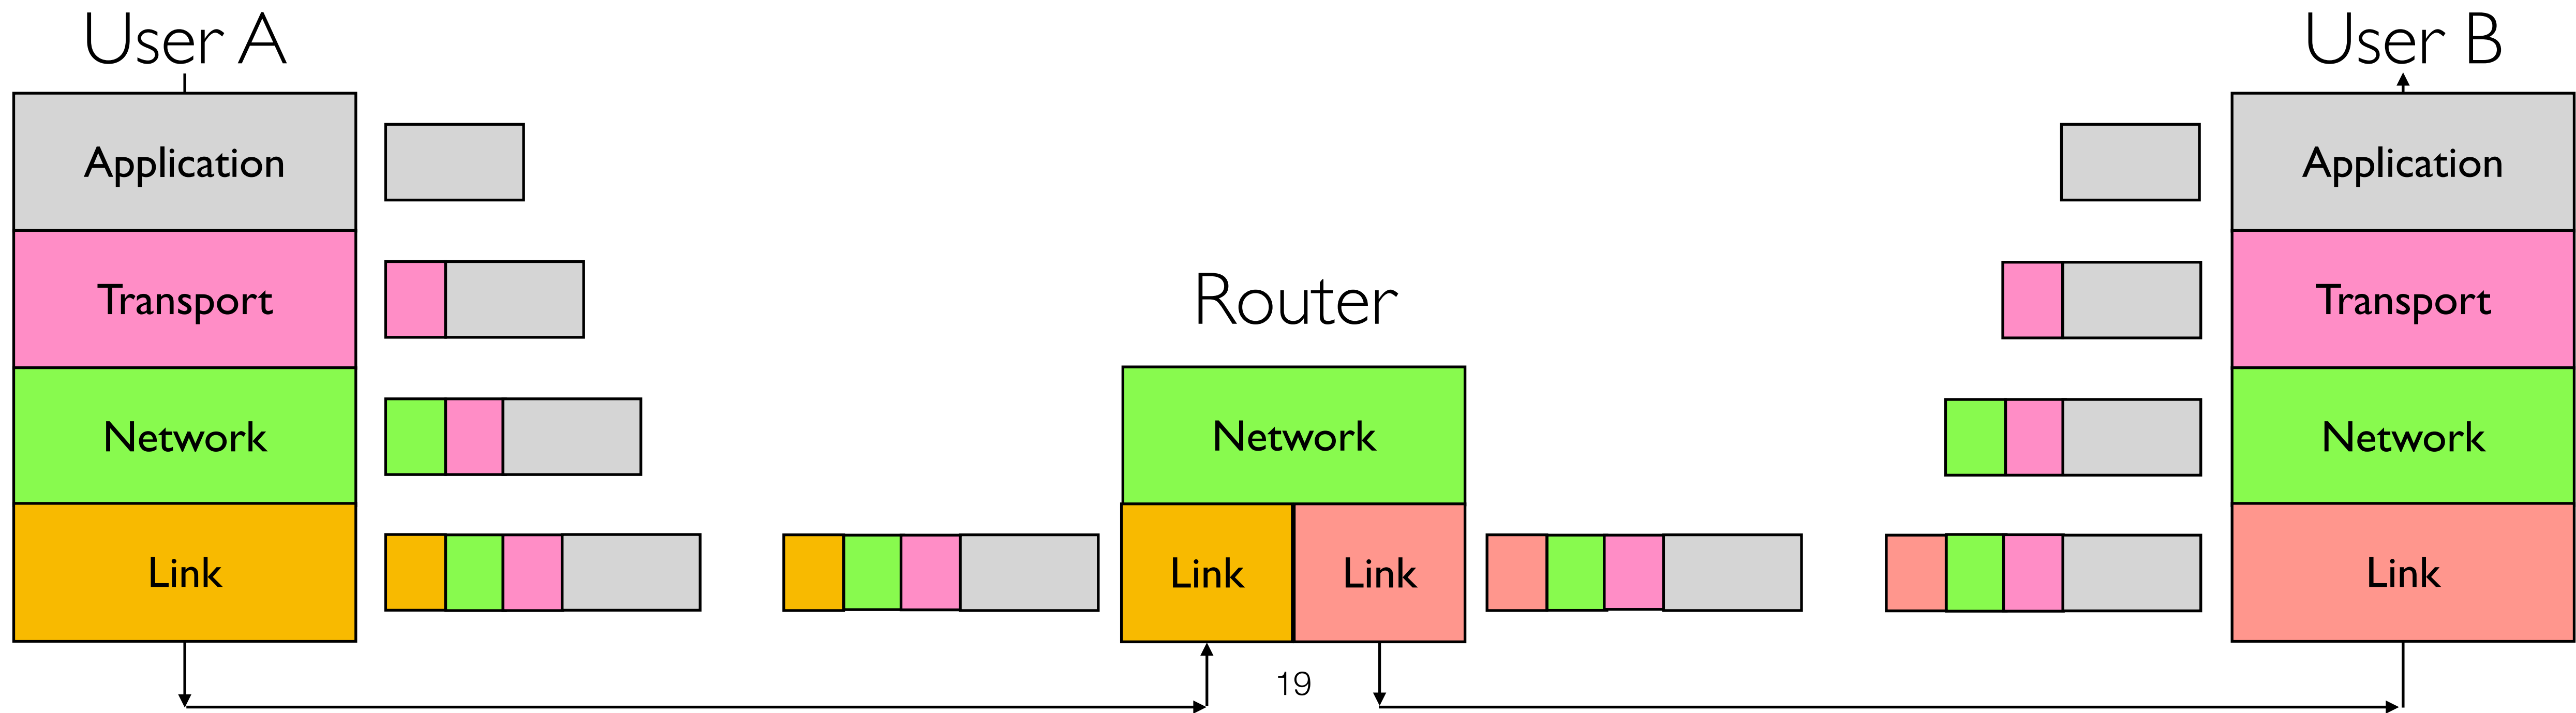 User A
Application
Transport
Network
Link
Router
Network
Link
Link
19
User B
Application
Transport
Network
Link